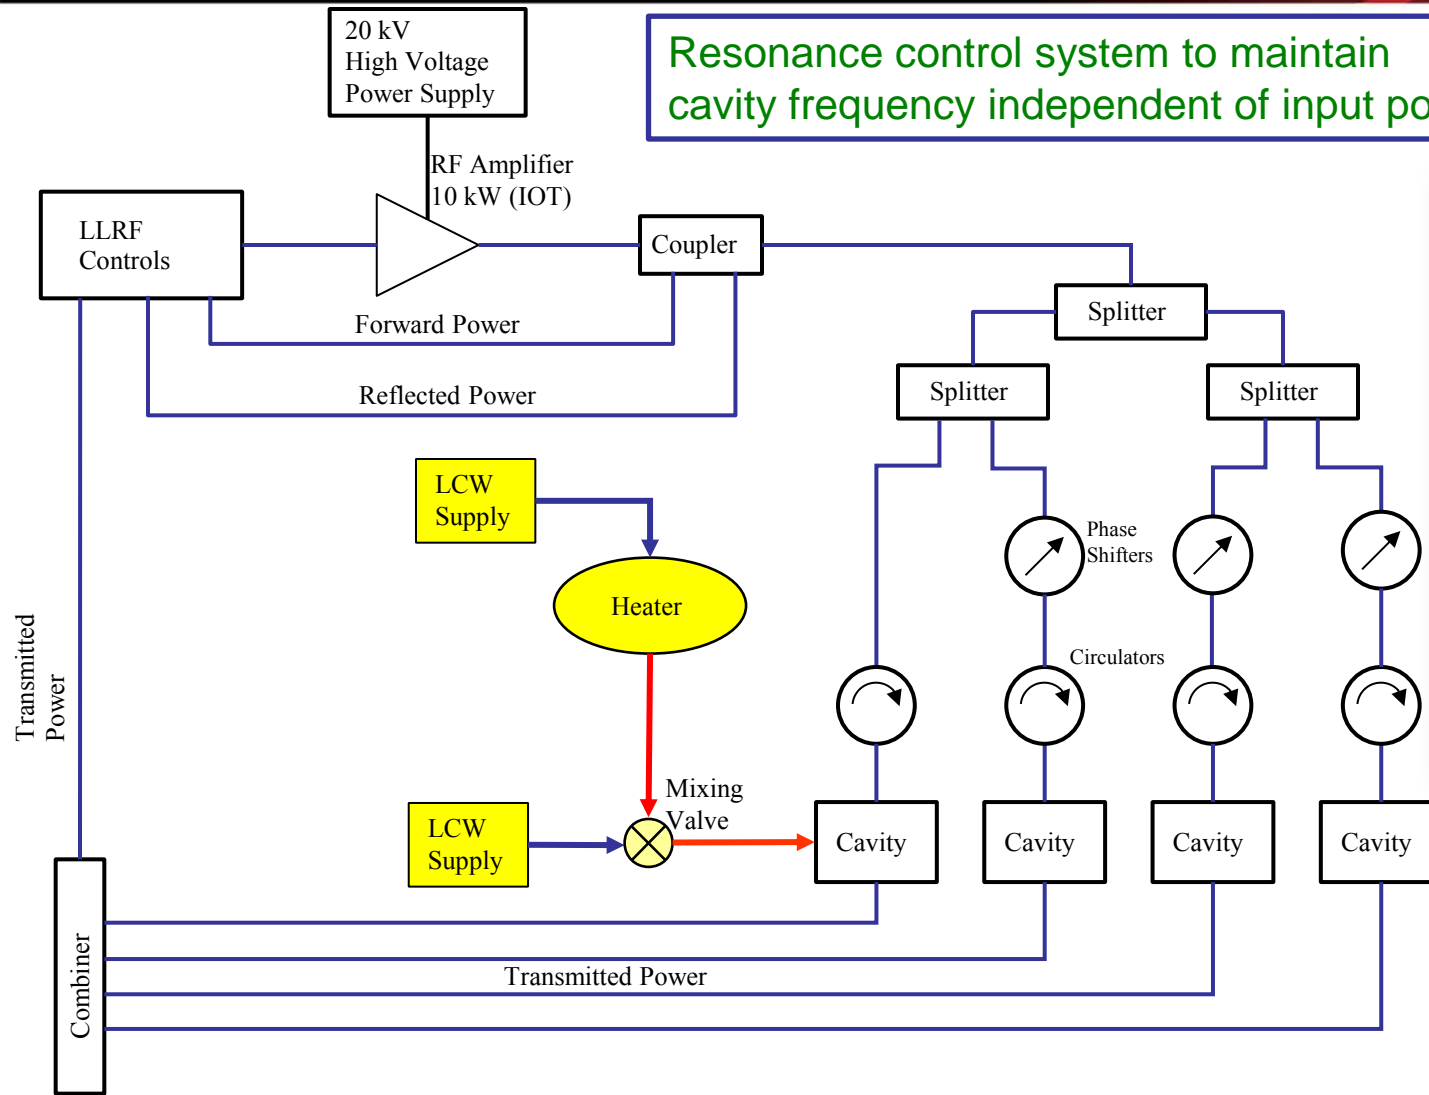 20 kV
High Voltage
Power Supply
Resonance control system to maintain
cavity frequency independent of input
RF Amplifier
10 kW (IOT)
LLRF
Controls
Coupler
Splitter
Forward Power
Splitter
Splitter
Reflected Power
LCW
Supply
Phase
Shifters
Heater
Circulators
Transmitted
Power
Mixing
Valve
LCW
Supply
Cavity
Cavity
Cavity
Cavity
Combiner
Transmitted Power